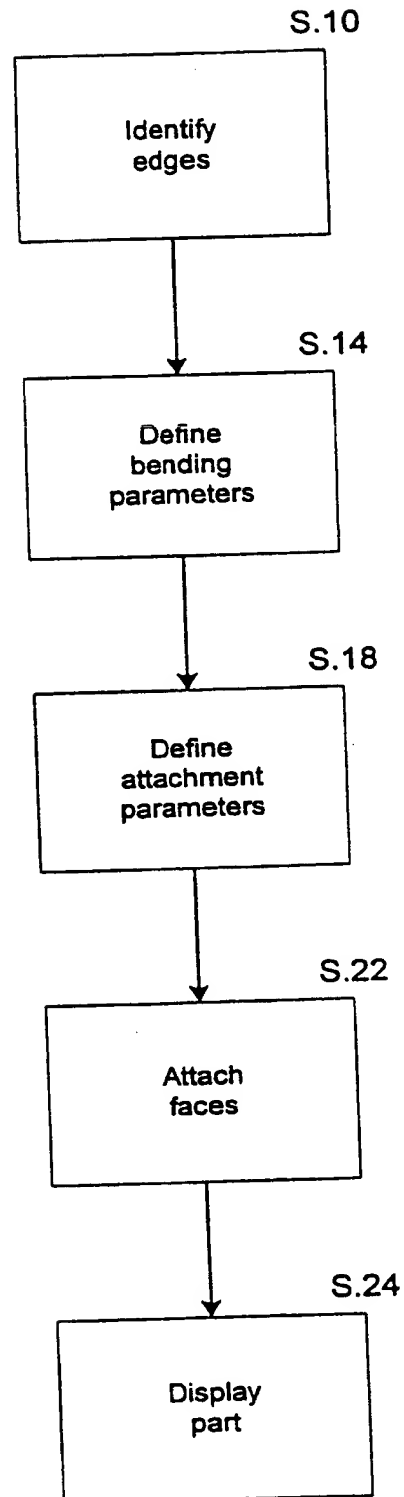 S.10
Identify
edges
S.14
Define
bending
parameters
S.18
Define
attachment
parameters
S.22
Attach
faces
S.24
Display
part